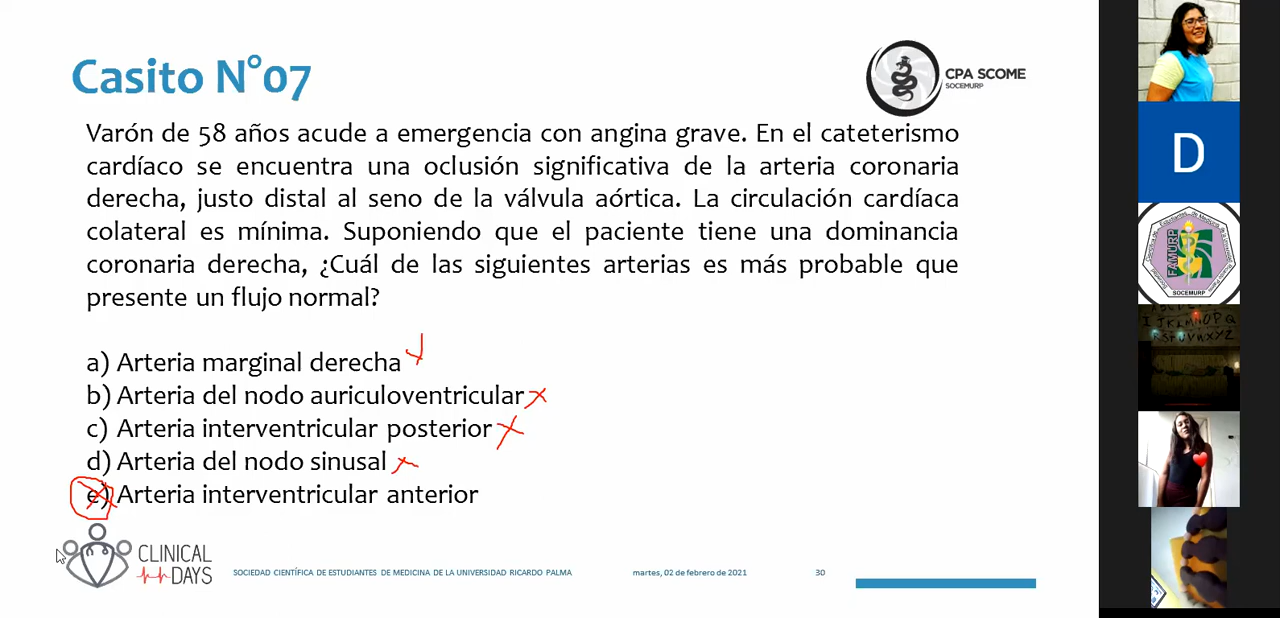 Casito N°07
CPA SCOME
SOCEMURP
Varón de 58 años acude a emergencia con angina grave. En el cateterismo
cardíaco se encuentra una oclusión significativa de la arteria coronaria
derecha, justo distal al seno de la válvula aórtica. La circulación cardíaca
colateral es mínima. Suponiendo que el paciente tiene una dominancia
coronaria derecha, ¿Cuál de las siguientes arterias es más probable que
presente un flujo normal?
a) Arteria marginal derecha
b) Arteria del nodo auriculoventricular
c) Arteria interventricular posterior
d) Arteria del nodo sinusal
e) Arteria interventricular anterior
CLINICAL
DAYS
SOCIEDAD CIENTÍFICA DE ESTUDIANTES DE MEDICINA DE LA UNIVERSIDAD RICARDO PALMA
martes, 02 de febrero de 2021
30
D
FAMURP
SOCEMURP